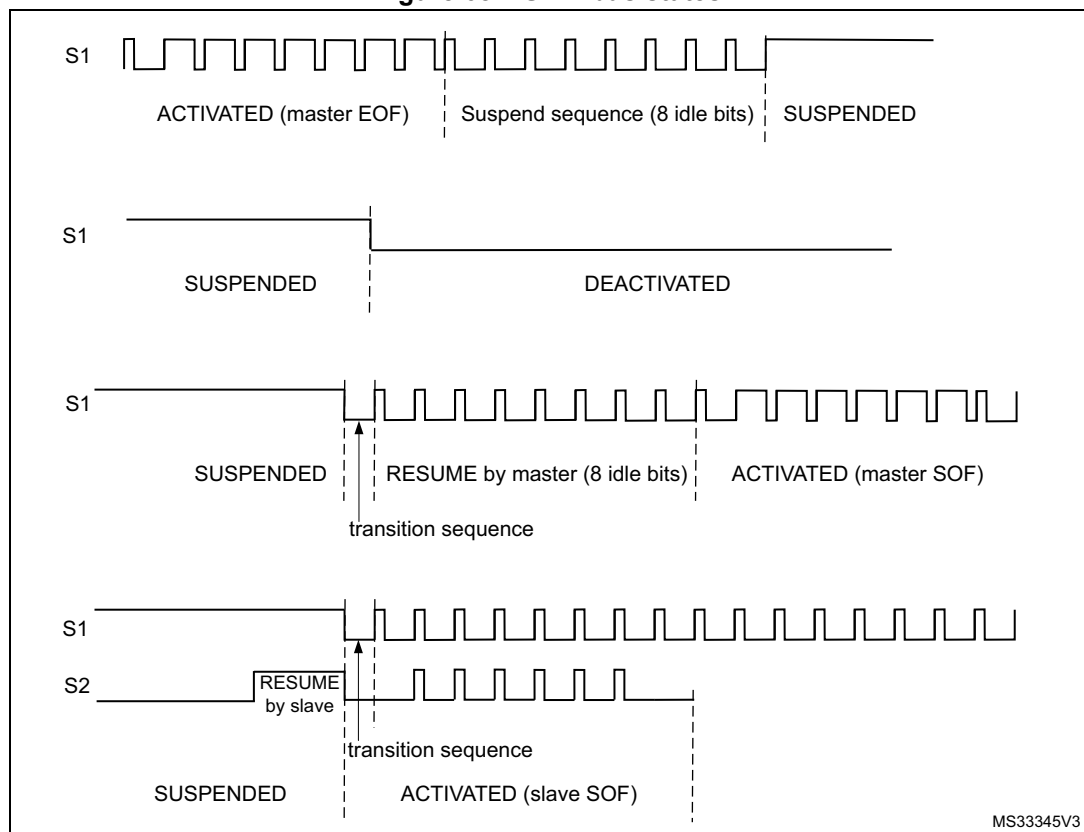 S1
ACTIVATED (master EOF) Suspend sequence (8 idle bits) SUSPENDED
S1
SUSPENDED DEACTIVATED
S1
SUSPENDED RESUME by master (8 idle bits) ACTIVATED (master SOF)
transition sequence
S1
S2
RESUME
by slave
transition sequence
SUSPENDED ACTIVATED (slave SOF)
MS33345V3